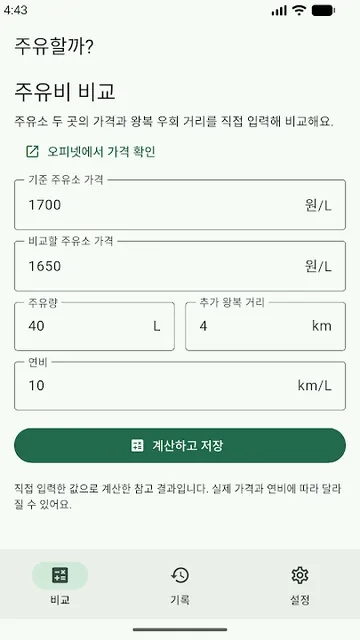 4:43
주유할까?
주유비 비교
주유소 두 곳의 가격과 왕복 우회 거리를 직접 입력해 비교해요.
오피넷에서 가격 확인
기준 주유소 가격
1700 원/L
비교할 주유소 가격
1650 원/L
주유량 추가 왕복 거리
40 L 4 km
연비
10 km/L
계산하고 저장
직접 입력한 값으로 계산한 참고 결과입니다. 실제 가격과 연비에 따라 달라
질 수 있어요.
비교 기록 설정